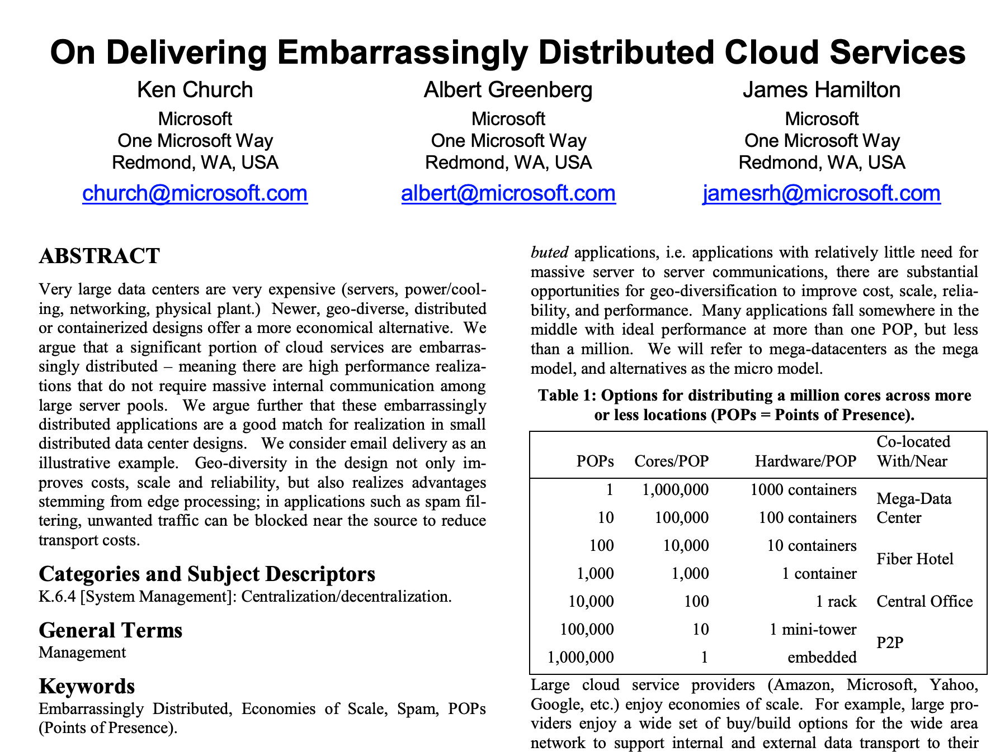 On Delivering Embarrassingly Distributed Cloud Services
Ken Church
Microsoft
One Microsoft Way
Redmond, WA, USA
church@microsoft.com
Albert Greenberg
Microsoft
One Microsoft Way
Redmond, WA, USA
albert@microsoft.com
James Hamilton
Microsoft
One Microsoft Way
Redmond, WA, USA
jamesrh@microsoft.com
ABSTRACT
Very large data centers are very expensive (servers, power/cool-
ing, networking, physical plant.)  Newer, geo-diverse, distributed
or containerized designs offer a more economical alternative.  We
argue that a significant portion of cloud services are embarras-
singly distributed – meaning there are high performance realiza-
tions that do not require massive internal communication among
large server pools.  We argue further that these embarrassingly
distributed applications are a good match for realization in small
distributed data center designs.  We consider email delivery as an
illustrative example.  Geo-diversity in the design not only im-
proves costs, scale and reliability, but also realizes advantages
stemming from edge processing; in applications such as spam fil-
tering, unwanted traffic can be blocked near the source to reduce
transport costs.
Categories and Subject Descriptors
K.6.4 [System Management]: Centralization/decentralization.
General Terms
Management
Keywords
Embarrassingly Distributed, Economies of Scale, Spam, POPs
(Points of Presence).
buted applications, i.e. applications with relatively little need for
massive server to server communications, there are substantial
opportunities for geo-diversification to improve cost, scale, relia-
bility, and performance.  Many applications fall somewhere in the
middle with ideal performance at more than one POP, but less
than a million.  We will refer to mega-datacenters as the mega
model, and alternatives as the micro model.
Table 1: Options for distributing a million cores across more
or less locations (POPs = Points of Presence).
POPs Cores/POP Hardware/POP Co-located With/Near
1 1,000,000 1000 containers Mega-Data Center
10 100,000 100 containers
100 10,000 10 containers Fiber Hotel
1,000 1,000 1 container
10,000 100 1 rack Central Office
100,000 10 1 mini-tower P2P
1,000,000 1 embedded
Large cloud service providers (Amazon, Microsoft, Yahoo,
Google, etc.) enjoy economies of scale.  For example, large pro-
viders enjoy a wide set of buy/build options for the wide area
network to support internal and external data transport to their